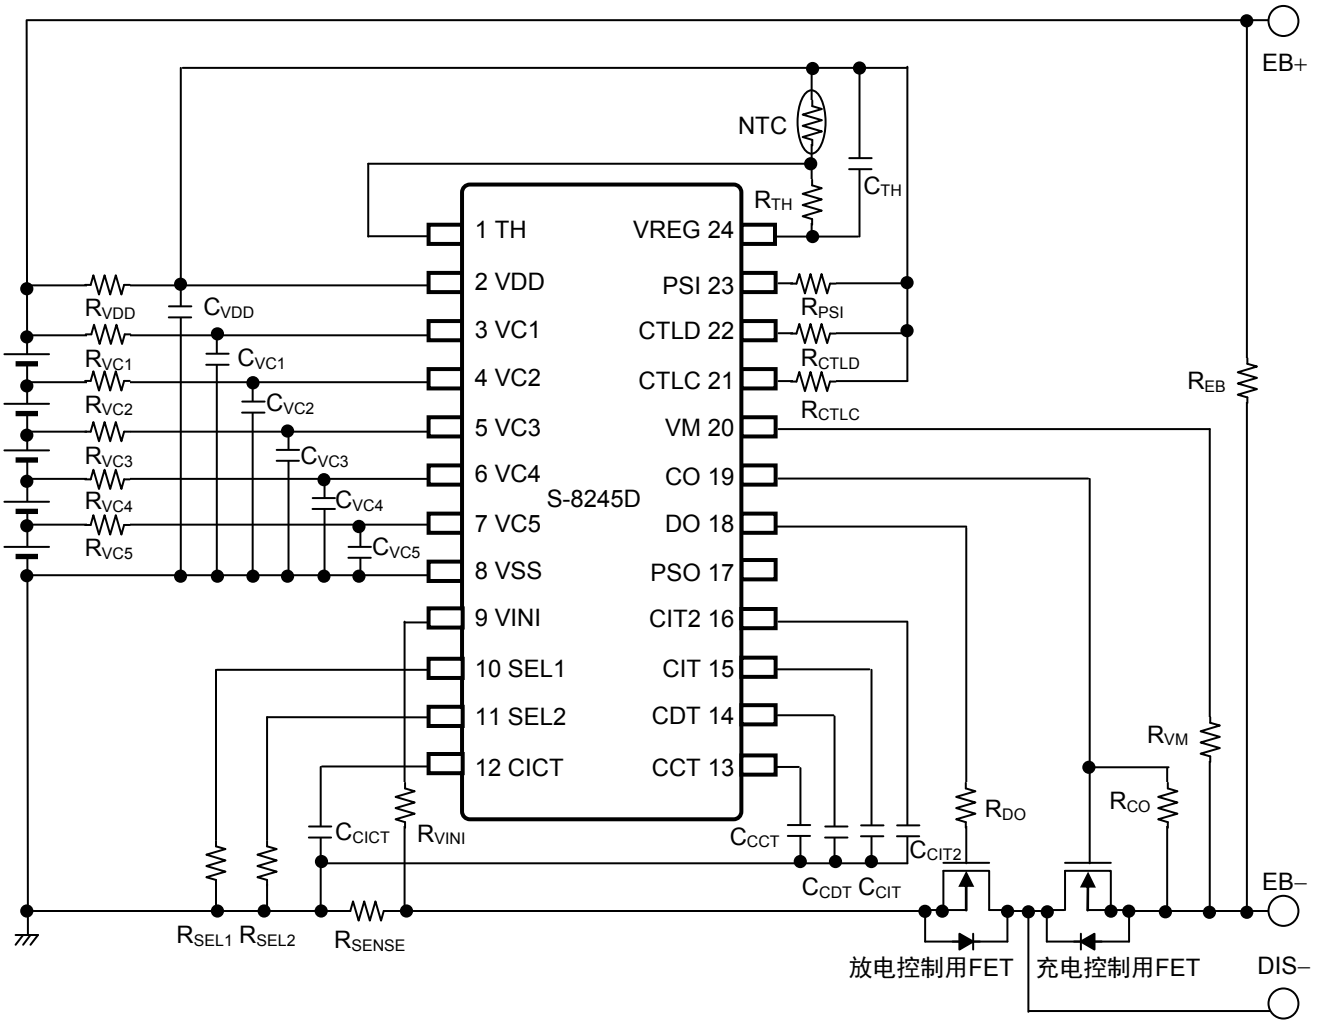 EB+
NTC
CTH
RTH
1 TH
VREG 24
2 VDD
PSI 23
RVDD
CVDD
RPSI
3 VC1
CTLD 22
RVC1
CVC1
RCTLD
4 VC2
CTLC 21
REB
RVC2
CVC2
RCTLC
5 VC3
VM 20
RVC3
CVC3
6 VC4
CO 19
S-8245D
RVC4
CVC4
7 VC5
DO 18
RVC5
CVC5
8 VSS
PSO 17
9 VINI
CIT2 16
10 SEL1
CIT 15
11 SEL2
CDT 14
RVM
12 CICT
CCT 13
RDO
RCO
CCICT
RVINI
CCCT
CCIT2
CCDT
CCIT
EB−
RSEL1
RSEL2
RSENSE
放电控制用FET
充电控制用FET
DIS−